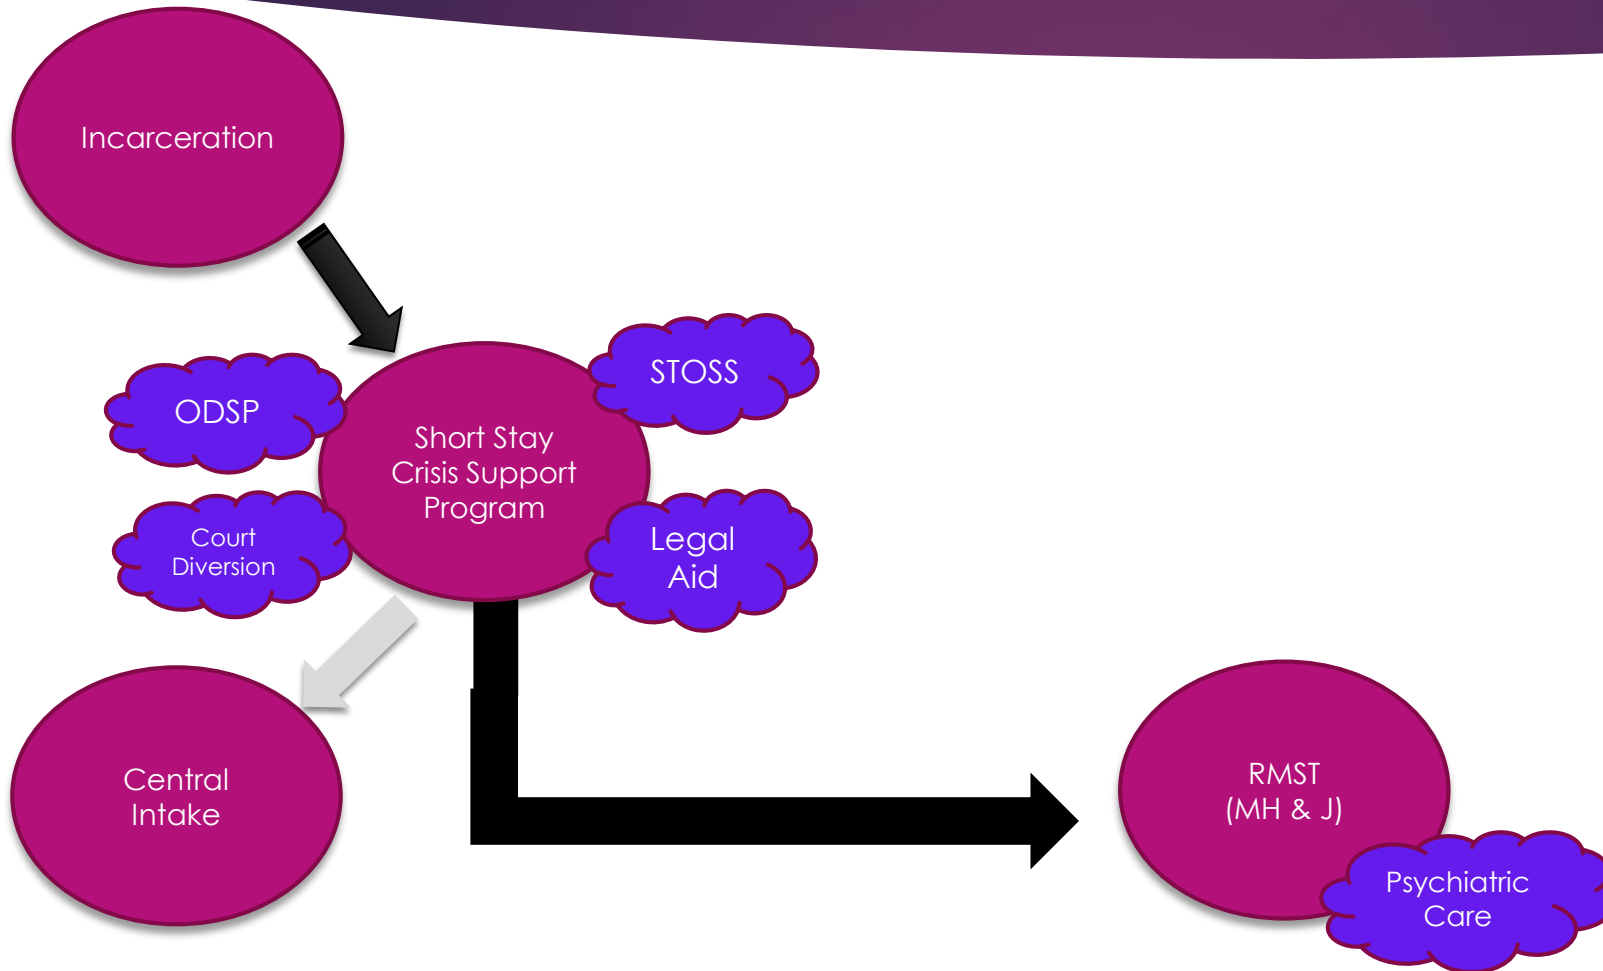 Incarceration
STOSS
ODSP
Short Stay
Crisis Support
Program
Court
Diversion
Legal
Aid
Central
Intake
RMST
(MH & J)
Psychiatric
Care